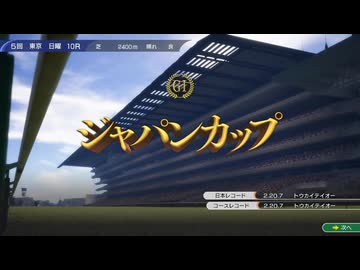 5回 東京 日曜 10R 芝 2400m 晴れ 良
GI
ジャパンカップ
日本レコード 2.20.7 トウカイテイオー
コースレコード 2.20.7 トウカイテイオー
次へ